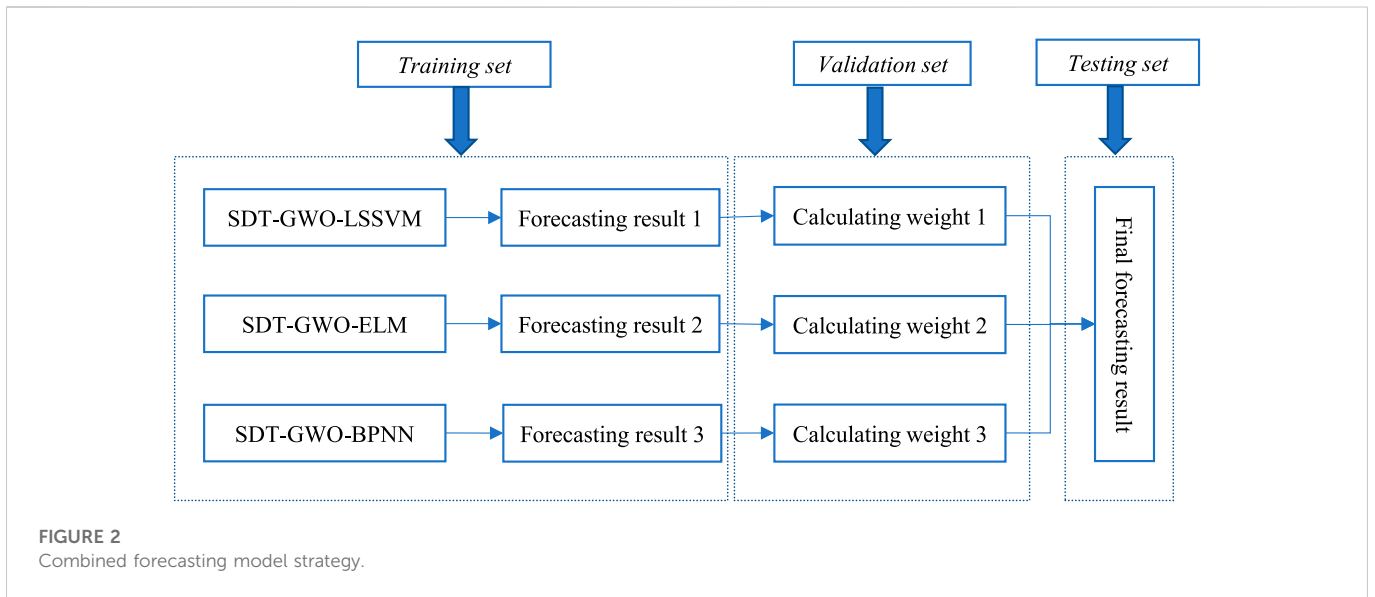 Training set
Validation set
Testing set
SDT-GWO-LSSVM
Forecasting result 1
Calculating weight 1
SDT-GWO-ELM
Forecasting result 2
Calculating weight 2
SDT-GWO-BPNN
Forecasting result 3
Calculating weight 3
Final forecasting result
FIGURE 2
Combined forecasting model strategy.